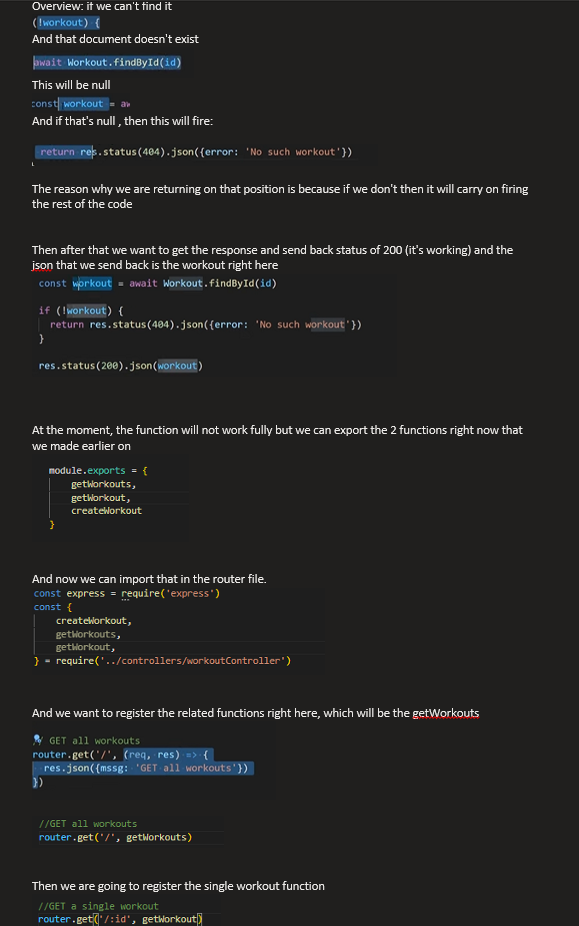 Overview: if we can't find it
(!workout) {
And that document doesn't exist
await Workout.findById(id)
This will be null
const workout = aw
And if that's null , then this will fire:
return res.status(404).json({error: 'No such workout'})
The reason why we are returning on that position is because if we don't then it will carry on firing
the rest of the code
Then after that we want to get the response and send back status of 200 (it's working) and the
json that we send back is the workout right here
const workout = await Workout.findById(id)
if (!workout) {
return res.status(404).json({error: 'No such workout'})
}
res.status(200).json(workout)
At the moment, the function will not work fully but we can export the 2 functions right now that
we made earlier on
module.exports = {
getWorkouts,
getWorkout,
createWorkout
}
And now we can import that in the router file.
const express = require('express')
const {
createWorkout,
getWorkouts,
getWorkout,
} = require('../controllers/workoutController')
And we want to register the related functions right here, which will be the getWorkouts
GET all workouts
router.get('/', (req, res) => {
res.json({mssg: 'GET all workouts'})
})
//GET all workouts
router.get('/', getWorkouts)
Then we are going to register the single workout function
//GET a single workout
router.get('/:id', getWorkout)